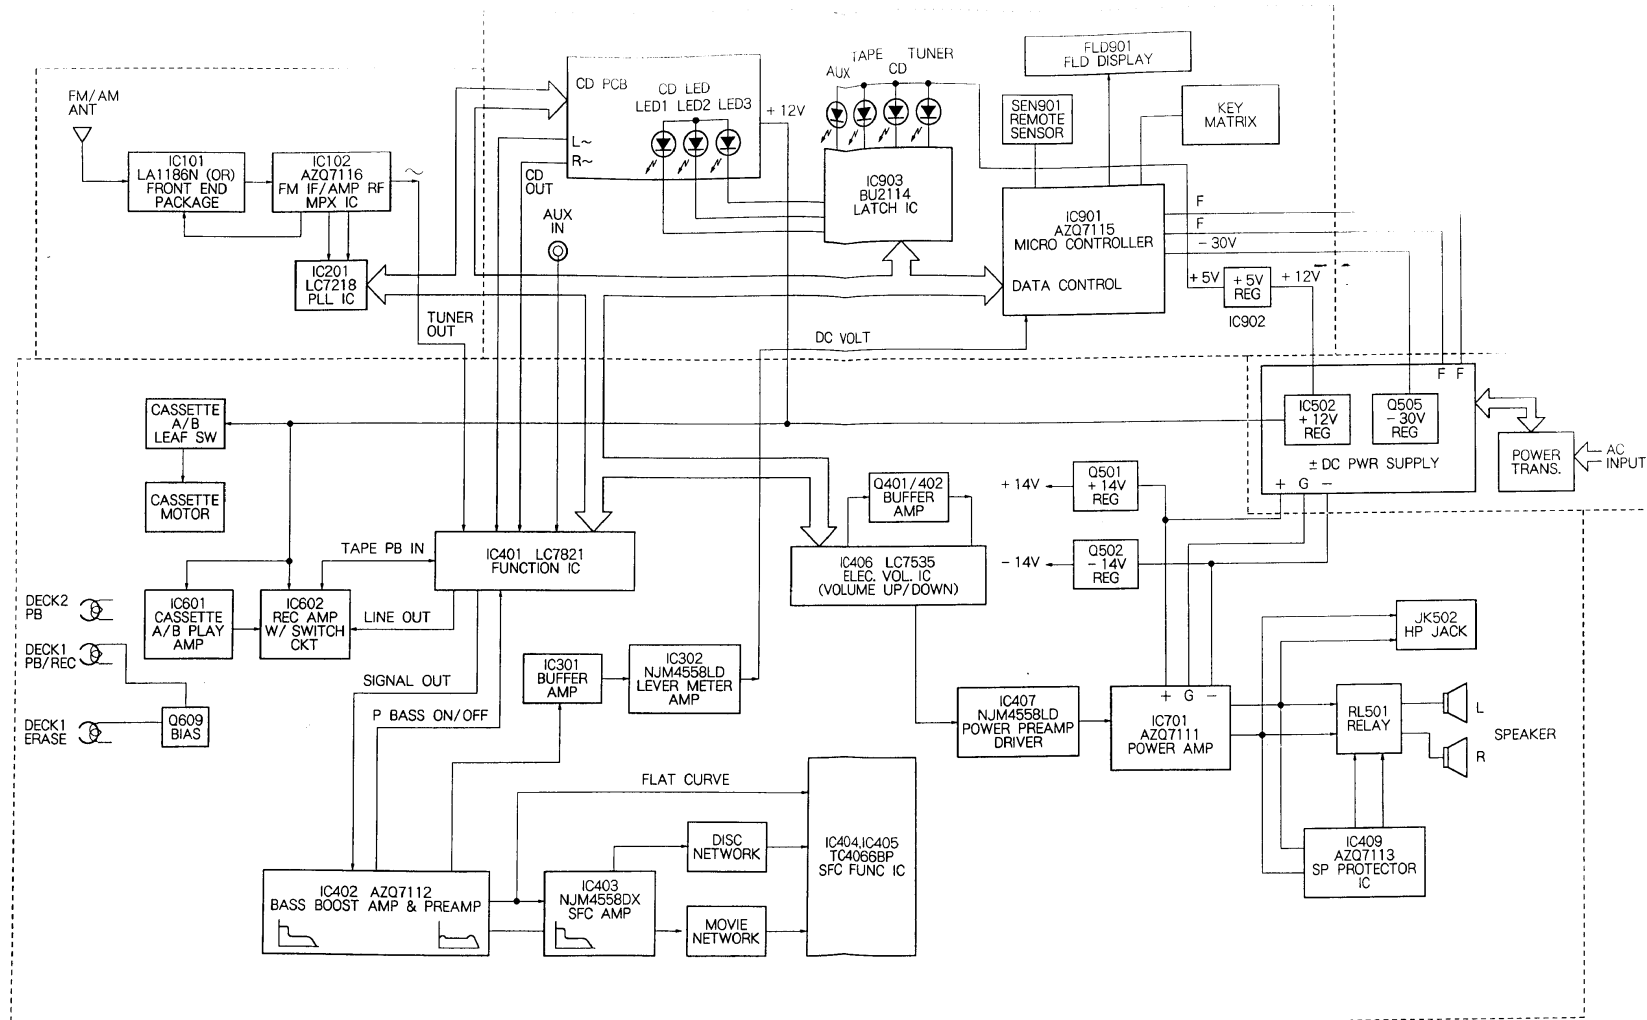 FM/AM
ANT
IC101
LA1186N (OR)
FRONT END
PACKAGE
IC102
AZQ7116
FM IF/AMP RF
MPX IC
IC201
LC7218
PLL IC
TUNER
OUT
CD PCB
CD LED
LED1 LED2 LED3
+12V
L~
R~
CD
OUT
AUX
IN
AUX
TAPE
CD
TUNER
IC903
BU2114
LATCH IC
FLD901
FLD DISPLAY
SEN901
REMOTE
SENSOR
KEY
MATRIX
IC901
AZQ7115
MICRO CONTROLLER
DATA CONTROL
F
F
-30V
+5V
+5V
REG
+12V
IC902
DC VOLT
F F
IC502
+12V
REG
Q505
-30V
REG
± DC PWR SUPPLY
+ G -
POWER
TRANS.
AC
INPUT
CASSETTE
A/B
LEAF SW
CASSETTE
MOTOR
TAPE PB IN
IC401 LC7821
FUNCTION IC
Q401/402
BUFFER
AMP
IC406 LC7535
ELEC. VOL. IC
(VOLUME UP/DOWN)
+14V
Q501
+14V
REG
-14V
Q502
-14V
REG
DECK2
PB
DECK1
PB/REC
DECK1
ERASE
IC601
CASSETTE
A/B PLAY
AMP
IC602
REC AMP
W/ SWITCH
CKT
LINE OUT
Q609
BIAS
SIGNAL OUT
P BASS ON/OFF
IC301
BUFFER
AMP
IC302
NJM4558LD
LEVER METER
AMP
IC407
NJM4558LD
POWER PREAMP
DRIVER
+ G -
IC701
AZQ7111
POWER AMP
JK502
HP JACK
RL501
RELAY
L
R
SPEAKER
IC409
AZQ7113
SP PROTECTOR
IC
FLAT CURVE
DISC
NETWORK
MOVIE
NETWORK
IC404,IC405
TC4066BP
SFC FUNC IC
IC402 AZQ7112
BASS BOOST AMP & PREAMP
IC403
NJM4558DX
SFC AMP